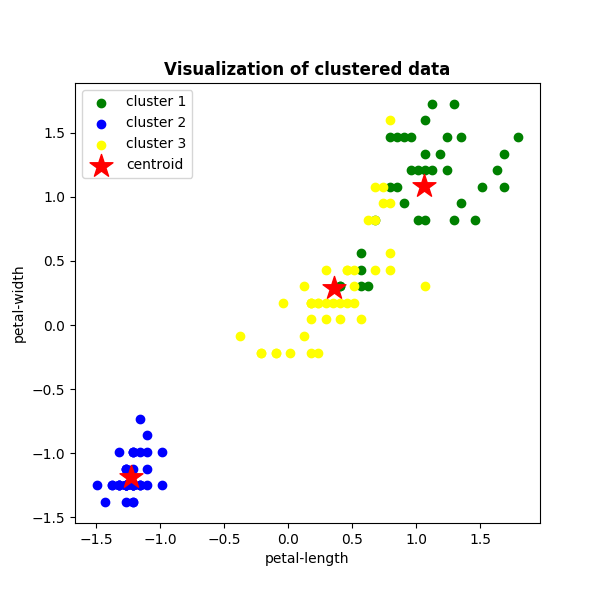 Visualization of clustered data
cluster 1
cluster 2
cluster 3
centroid
petal-width
1.5
1.0
0.5
0.0
−0.5
−1.0
−1.5
−1.5 −1.0 −0.5 0.0 0.5 1.0 1.5
petal-length